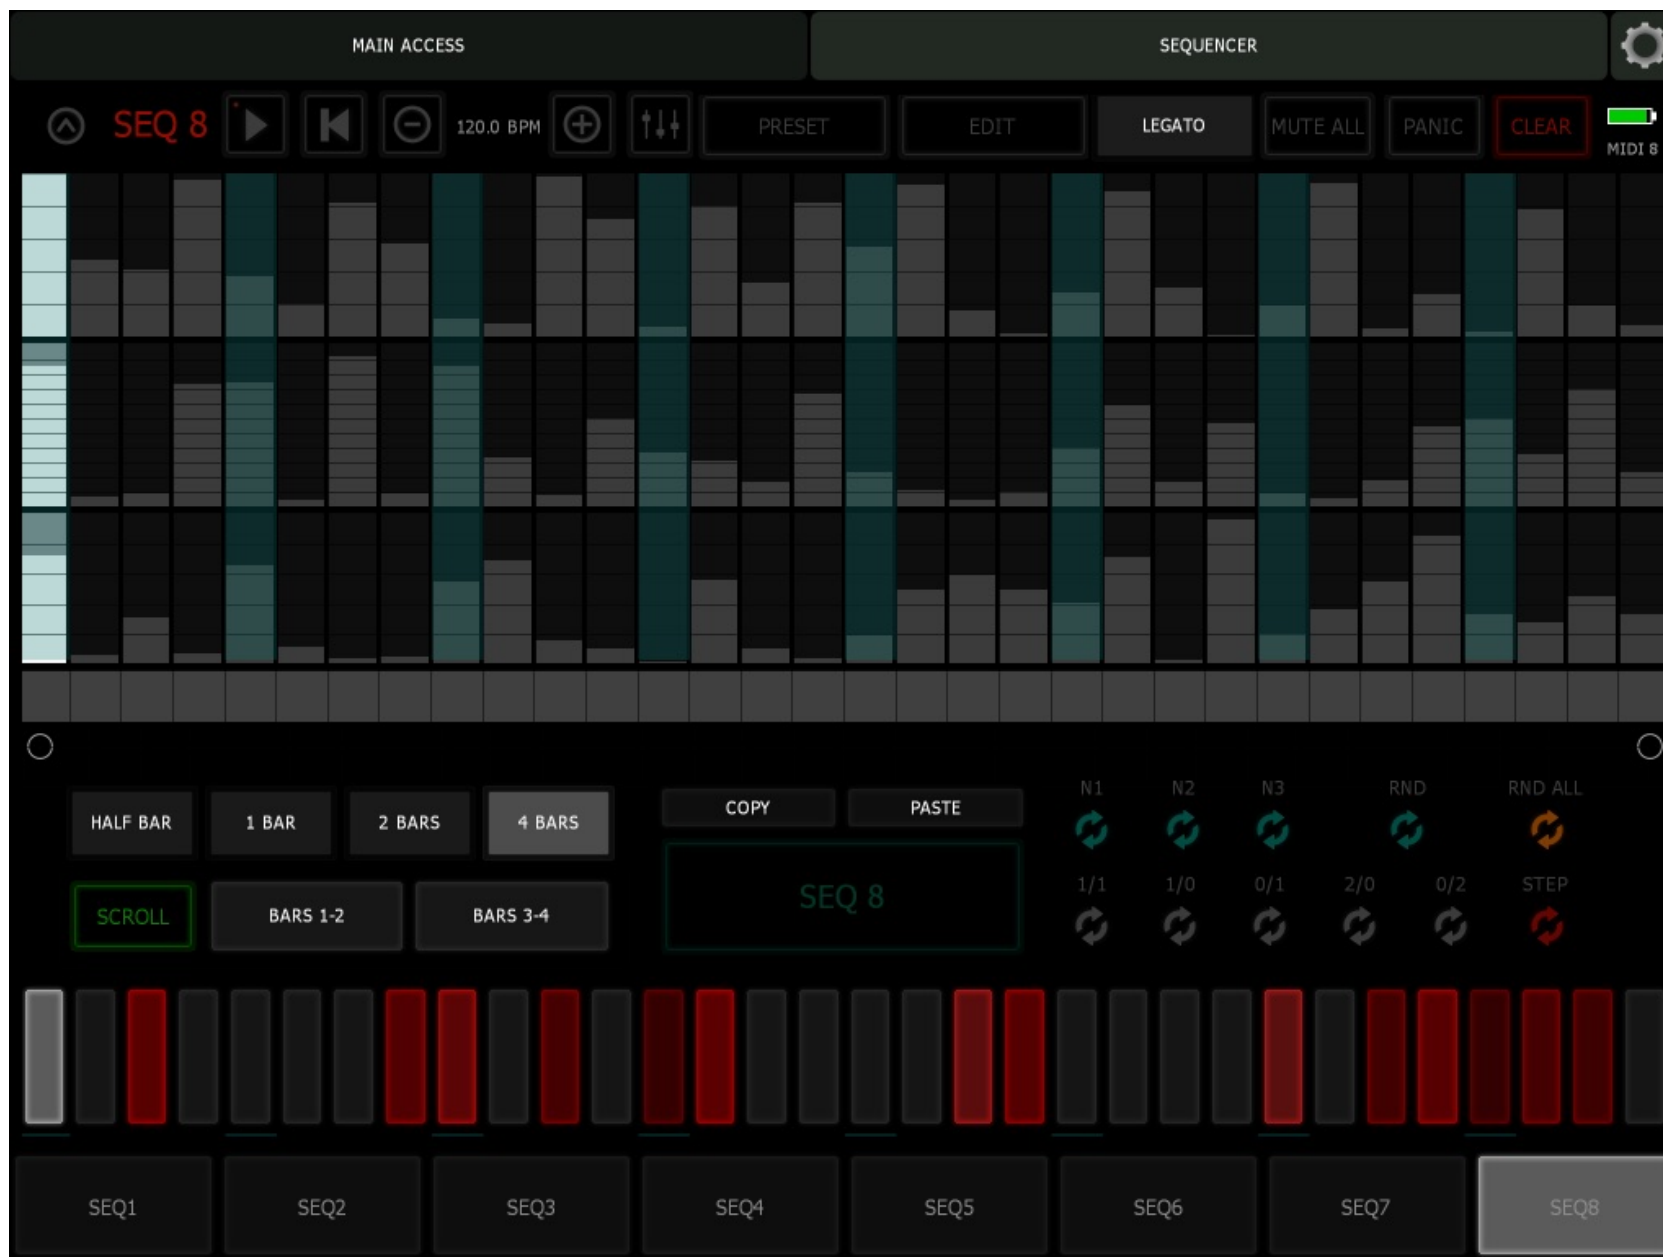 MAIN ACCESS SEQUENCER
SEQ 8 120.0 BPM PRESET EDIT LEGATO MUTE ALL PANIC CLEAR
MIDI 8
N1 N2 N3 RND RND ALL
HALF BAR 1 BAR 2 BARS 4 BARS COPY PASTE
1/1 1/0 0/1 2/0 0/2 STEP
SCROLL BARS 1-2 BARS 3-4 SEQ 8
SEQ1 SEQ2 SEQ3 SEQ4 SEQ5 SEQ6 SEQ7 SEQ8